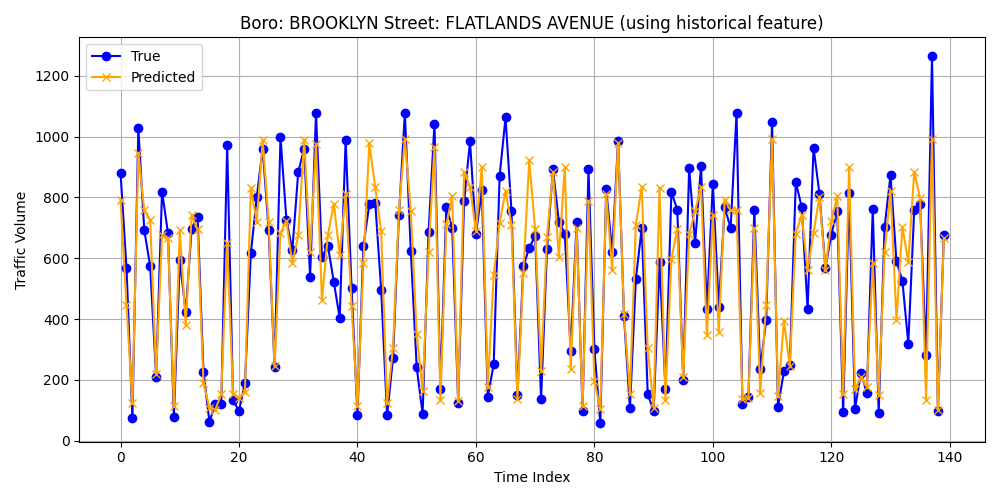 Boro: BROOKLYN Street: FLATLANDS AVENUE (using historical feature)
True
Predicted
Traffic Volume
1200
1000
800
600
400
200
0
0 20 40 60 80 100 120 140
Time Index